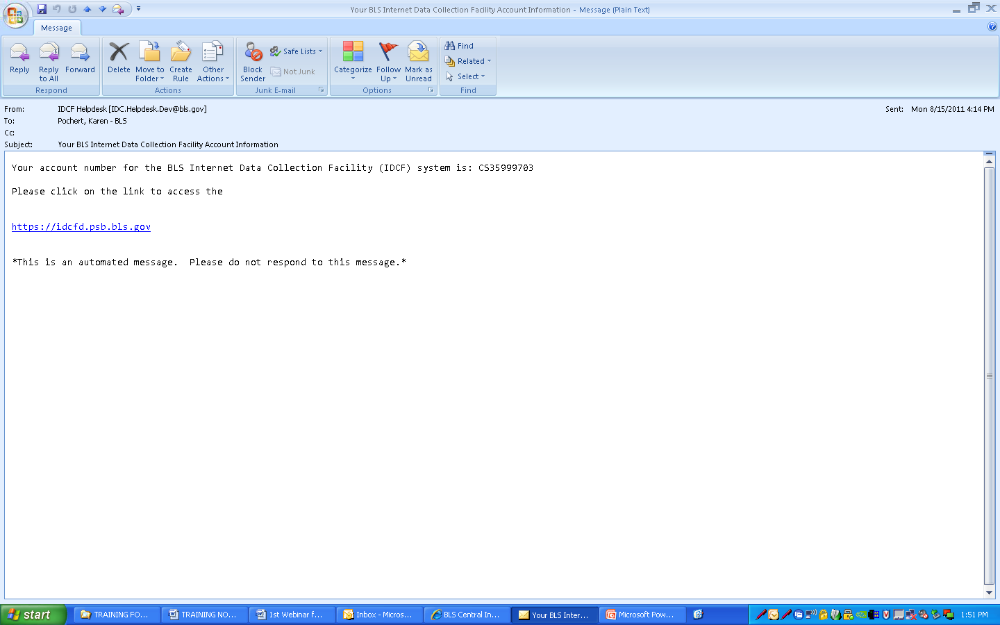 Your BLS Internet Data Collection Facility Account Information - Message (Plain Text)
Message
Reply
Reply to All
Forward
Respond
Delete
Move to Folder
Create Rule
Other Actions
Actions
Block Sender
Safe Lists
Not Junk
Junk E-mail
Categorize
Follow Up
Mark as Unread
Options
Find
Related
Select
Find
From: IDCF Helpdesk [IDC.Helpdesk.Dev@bls.gov]
Sent: Mon 8/15/2011 4:14 PM
To: Pochert, Karen - BLS
Cc:
Subject: Your BLS Internet Data Collection Facility Account Information
Your account number for the BLS Internet Data Collection Facility (IDCF) system is: CS35999703
Please click on the link to access the
https://idcfd.psb.bls.gov
*This is an automated message.  Please do not respond to this message.*
start
TRAINING FO...
TRAINING NO...
1st Webinar f...
Inbox - Micros...
BLS Central In...
Your BLS Inter...
Microsoft Pow...
1:51 PM